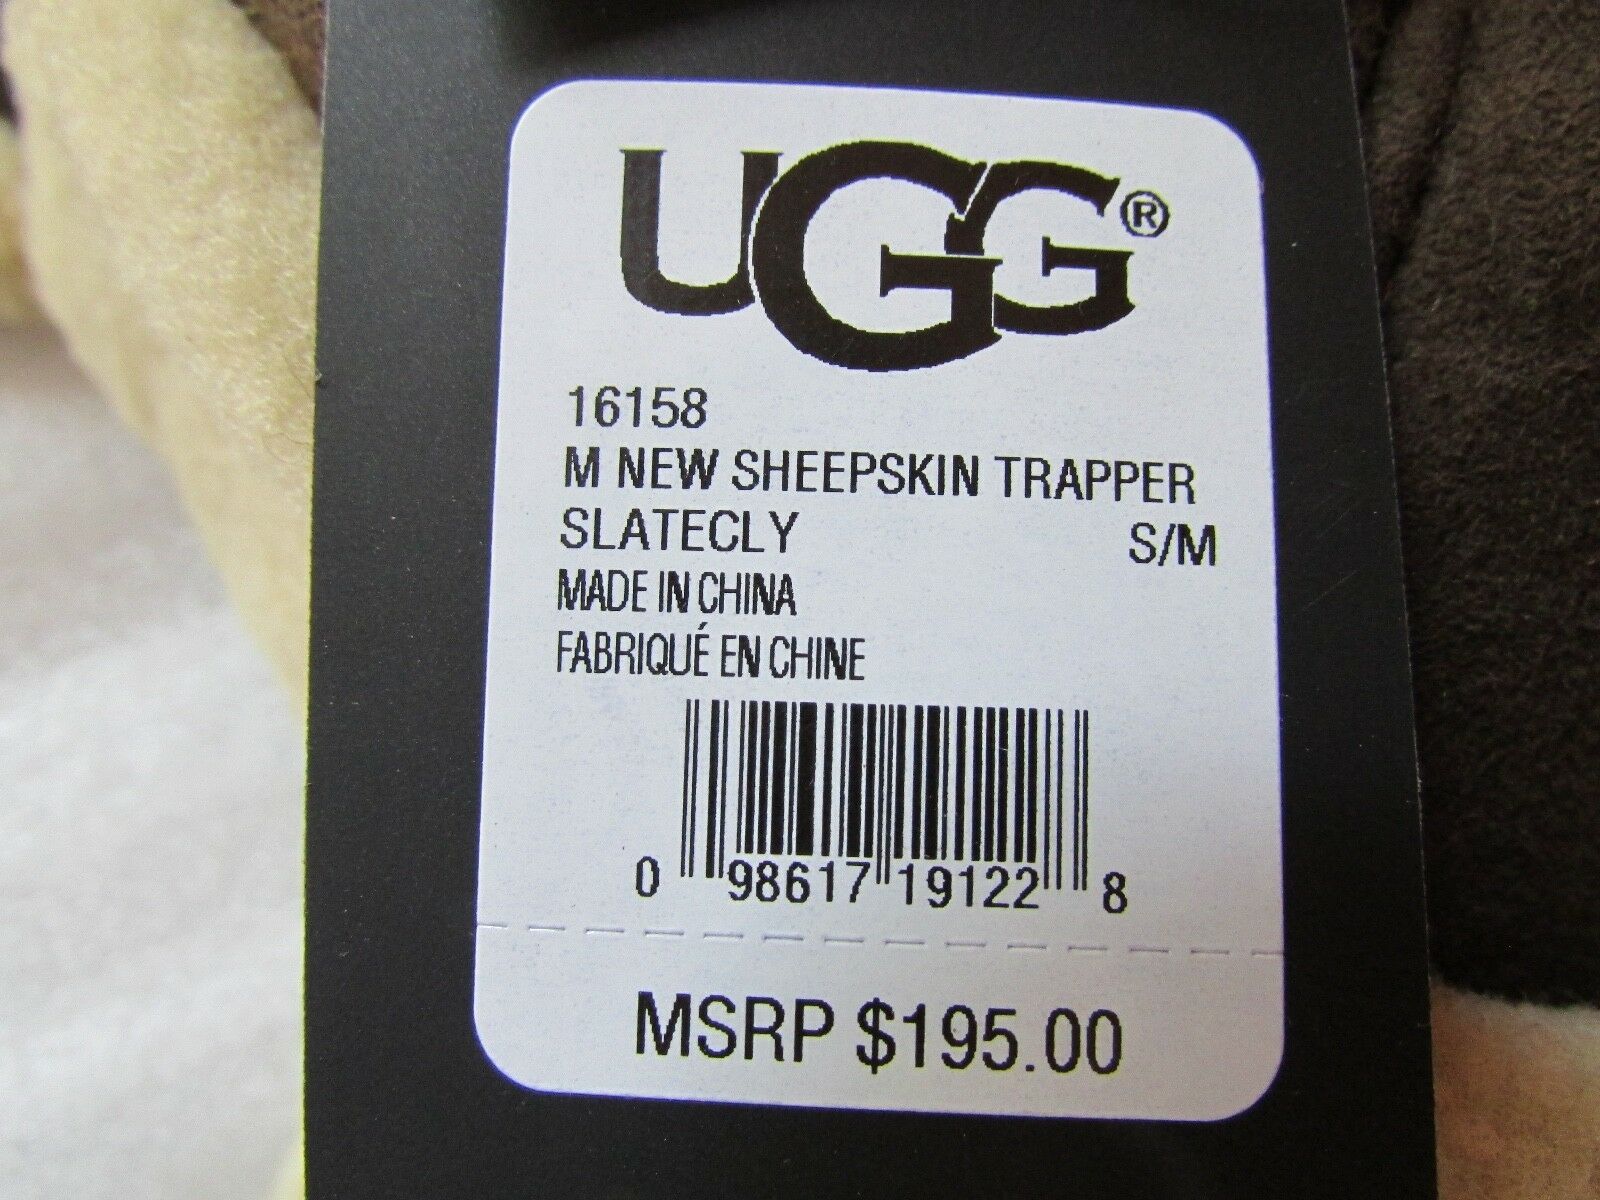 UGG®
16158
M NEW SHEEPSKIN TRAPPER
SLATECLY S/M
MADE IN CHINA
FABRIQUÉ EN CHINE
0 98617 19122 8
MSRP $195.00